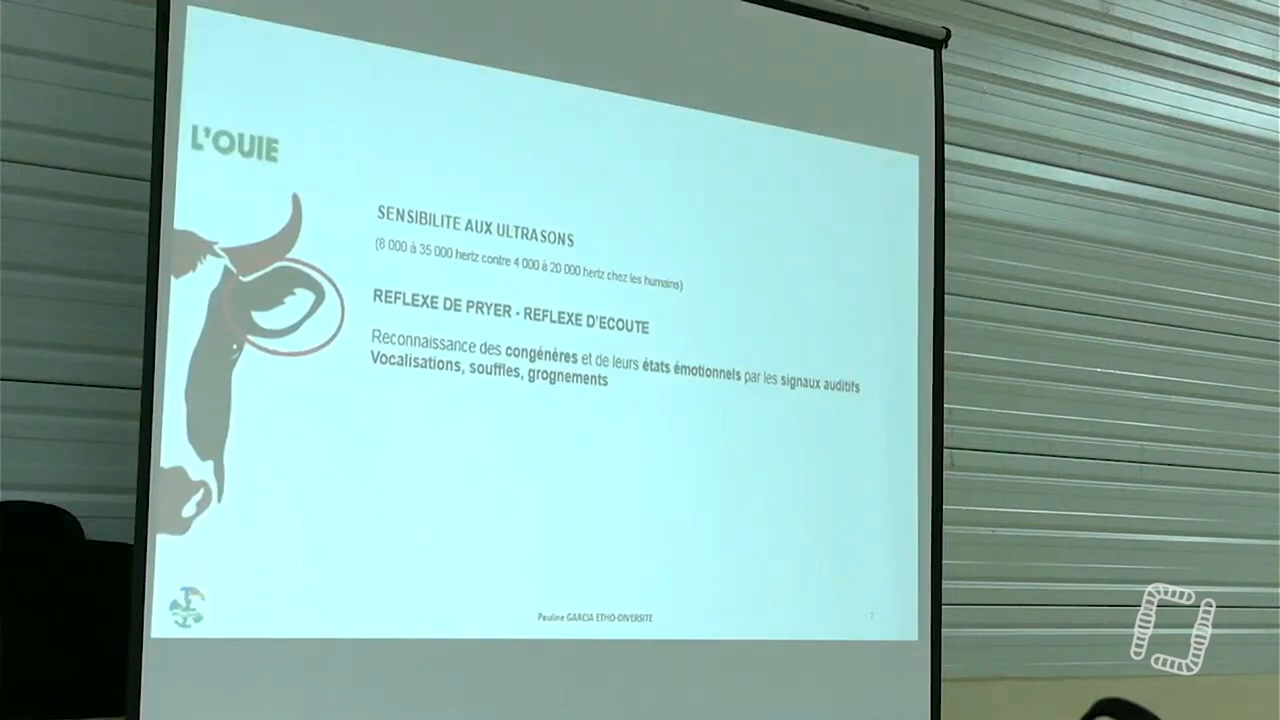 L'OUIE
SENSIBILITE AUX ULTRASONS
(8 000 à 35 000 hertz contre 4 000 à 20 000 hertz chez les humains)
REFLEXE DE PRYER - REFLEXE D'ECOUTE
Reconnaissance des congénères et de leurs états émotionnels par les signaux auditifs
Vocalisations, souffles, grognements
Pauline GARCIA ETHO-DIVERSITE
7